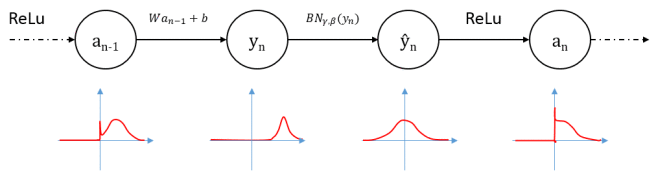 ReLu
Wa_{n-1} + b
BN_{γ,β}(y_n)
ReLu
a_{n-1}
y_n
ŷ_n
a_n